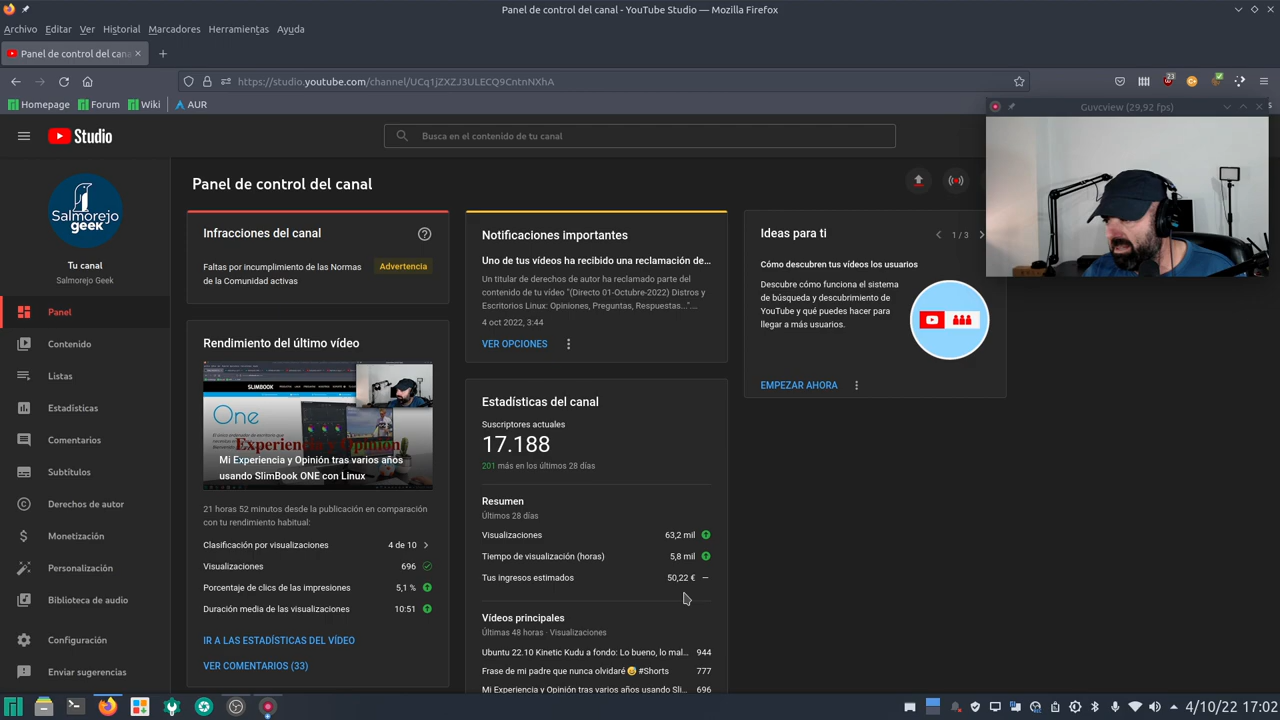 Panel de control del canal - YouTube Studio — Mozilla Firefox
Archivo Editar Ver Historial Marcadores Herramientas Ayuda
Panel de control del cana
https://studio.youtube.com/channel/UCq1jZXZJ3ULECQ9CntnNXhA
23
Homepage Forum Wiki AUR
Guvcview (29,92 fps)
Studio
Busca en el contenido de tu canal
Salmorejo
geek
Tu canal
Salmorejo Geek
Panel
Contenido
Listas
Estadísticas
Comentarios
Subtítulos
Derechos de autor
Monetización
Personalización
Biblioteca de audio
Configuración
Enviar sugerencias
Panel de control del canal
Infracciones del canal
Faltas por incumplimiento de las Normas
de la Comunidad activas
Advertencia
Rendimiento del último vídeo
SLIMBOOK
One
Experiencia y Opinión
Mi Experiencia y Opinión tras varios años
usando SlimBook ONE con Linux
21 horas 52 minutos desde la publicación en comparación
con tu rendimiento habitual:
Clasificación por visualizaciones 4 de 10
Visualizaciones 696
Porcentaje de clics de las impresiones 5,1 %
Duración media de las visualizaciones 10:51
IR A LAS ESTADÍSTICAS DEL VÍDEO
VER COMENTARIOS (33)
Notificaciones importantes
Uno de tus vídeos ha recibido una reclamación de...
Un titular de derechos de autor ha reclamado parte del
contenido de tu vídeo "(Directo 01-Octubre-2022) Distros y
Escritorios Linux: Opiniones, Preguntas, Respuestas..."....
4 oct 2022, 3:44
VER OPCIONES
Estadísticas del canal
Suscriptores actuales
17.188
201 más en los últimos 28 días
Resumen
Últimos 28 días
Visualizaciones 63,2 mil
Tiempo de visualización (horas) 5,8 mil
Tus ingresos estimados 50,22 € —
Vídeos principales
Últimas 48 horas · Visualizaciones
Ubuntu 22.10 Kinetic Kudu a fondo: Lo bueno, lo mal... 944
Frase de mi padre que nunca olvidaré 😅 #Shorts 777
Mi Experiencia y Opinión tras varios años usando Sli... 696
Ideas para ti
1 / 3
Cómo descubren tus vídeos los usuarios
Descubre cómo funciona el sistema
de búsqueda y descubrimiento de
YouTube y qué puedes hacer para
llegar a más usuarios.
EMPEZAR AHORA
4/10/22 17:02